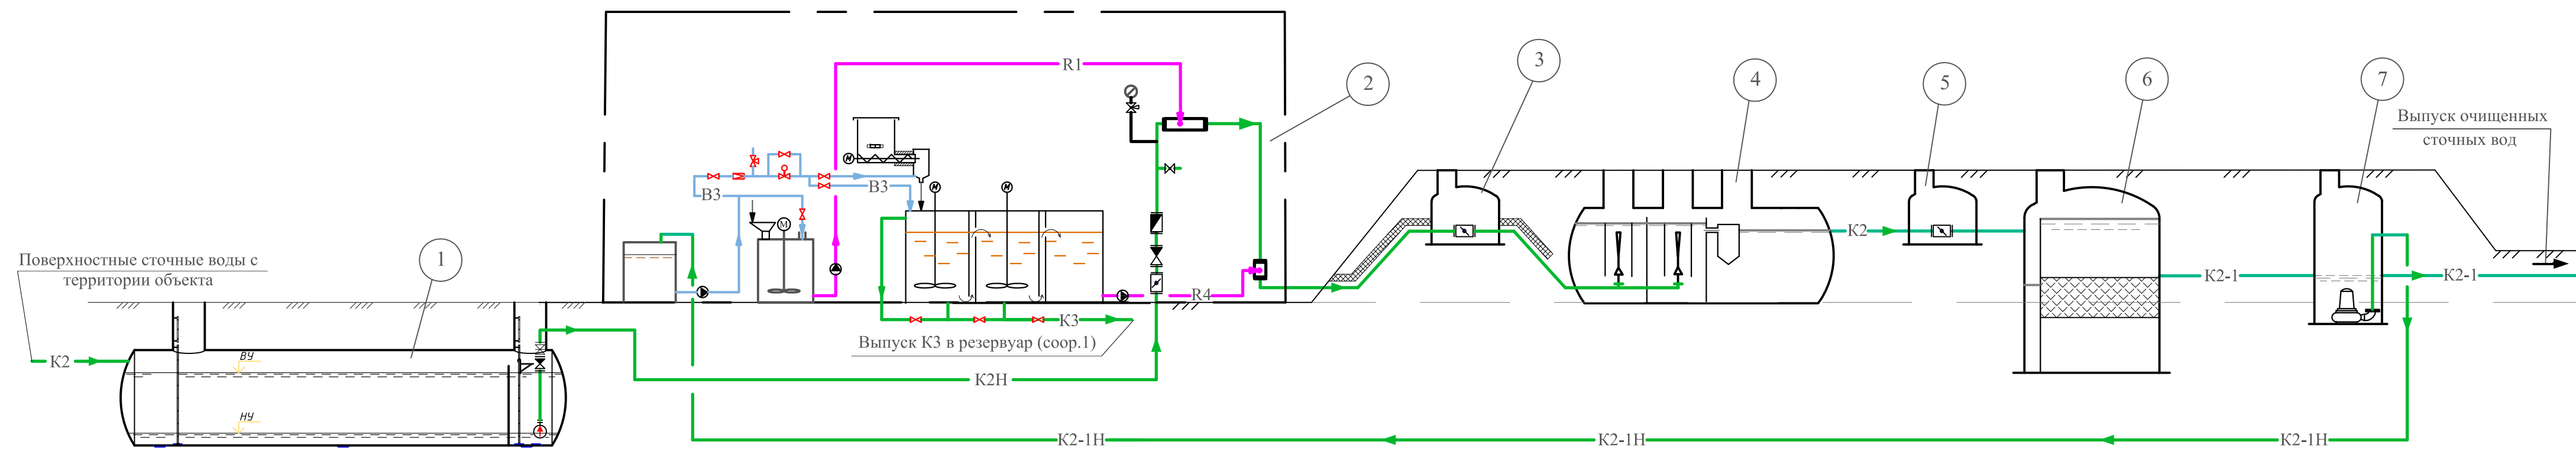 R1
2
3
4
5
6
7
Выпуск очищенных
сточных вод
В3
В3
М
Поверхностные сточные воды с
территории объекта
1
К2
К2-1
К2-1
R4
К3
Выпуск К3 в резервуар (соор.1)
ВУ
К2
К2Н
НУ
К2-1Н
К2-1Н
К2-1Н